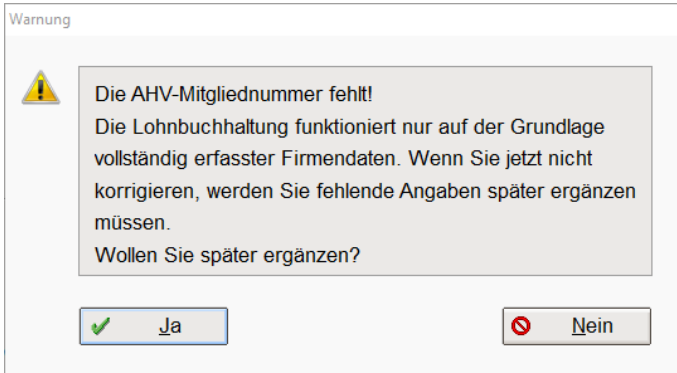 Warnung
Die AHV-Mitgliednummer fehlt!
Die Lohnbuchhaltung funktioniert nur auf der Grundlage
vollständig erfasster Firmendaten. Wenn Sie jetzt nicht
korrigieren, werden Sie fehlende Angaben später ergänzen
müssen.
Wollen Sie später ergänzen?
Ja
Nein